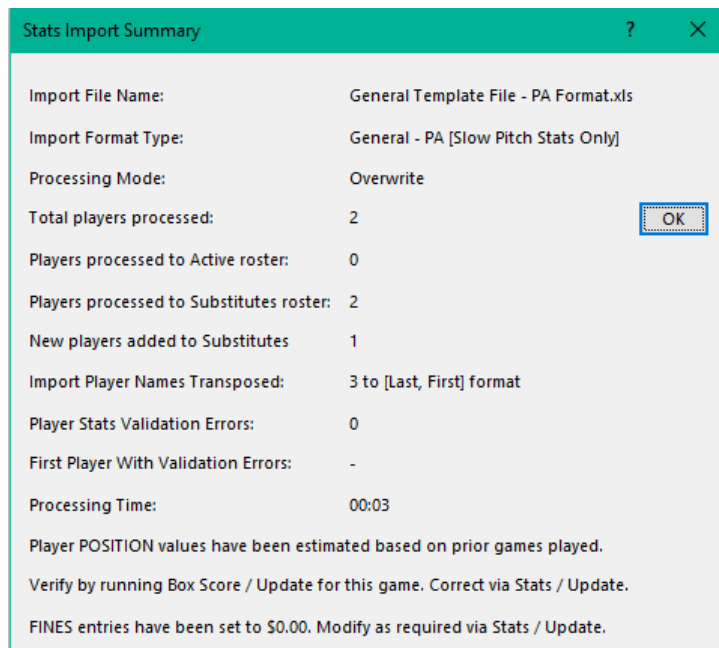 Stats Import Summary ?
Import File Name: General Template File - PA Format.xls
Import Format Type: General - PA [Slow Pitch Stats Only]
Processing Mode: Overwrite
Total players processed: 2 OK
Players processed to Active roster: 0
Players processed to Substitutes roster: 2
New players added to Substitutes 1
Import Player Names Transposed: 3 to [Last, First] format
Player Stats Validation Errors: 0
First Player With Validation Errors: -
Processing Time: 00:03
Player POSITION values have been estimated based on prior games played.
Verify by running Box Score / Update for this game. Correct via Stats / Update.
FINES entries have been set to $0.00. Modify as required via Stats / Update.